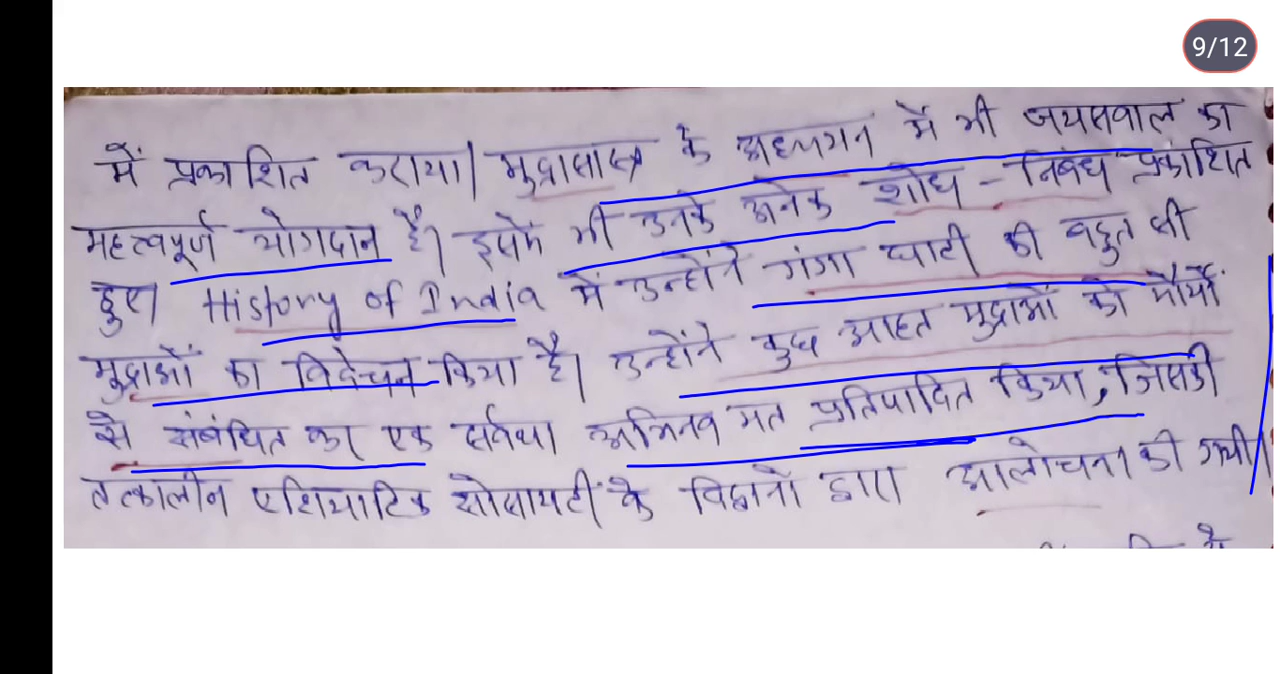 9/12
में प्रकाशित कराया। मुद्राशास्त्र के अध्ययन में भी जयसवाल का
महत्वपूर्ण योगदान है। इसमें भी उनके अनेक शोध - निबंध प्रकाशित
हुए। History of India में उन्होंने गंगा घाटी की बहुत सी
मुद्राओं का विवेचन किया है। उन्होंने कुछ आहत मुद्राओं को मौर्यों
से संबंधित कर एक सर्वथा अभिनव मत प्रतिपादित किया, जिसकी
तत्कालीन एशियाटिक सोसायटी के विद्वानों द्वारा आलोचना की गयी।